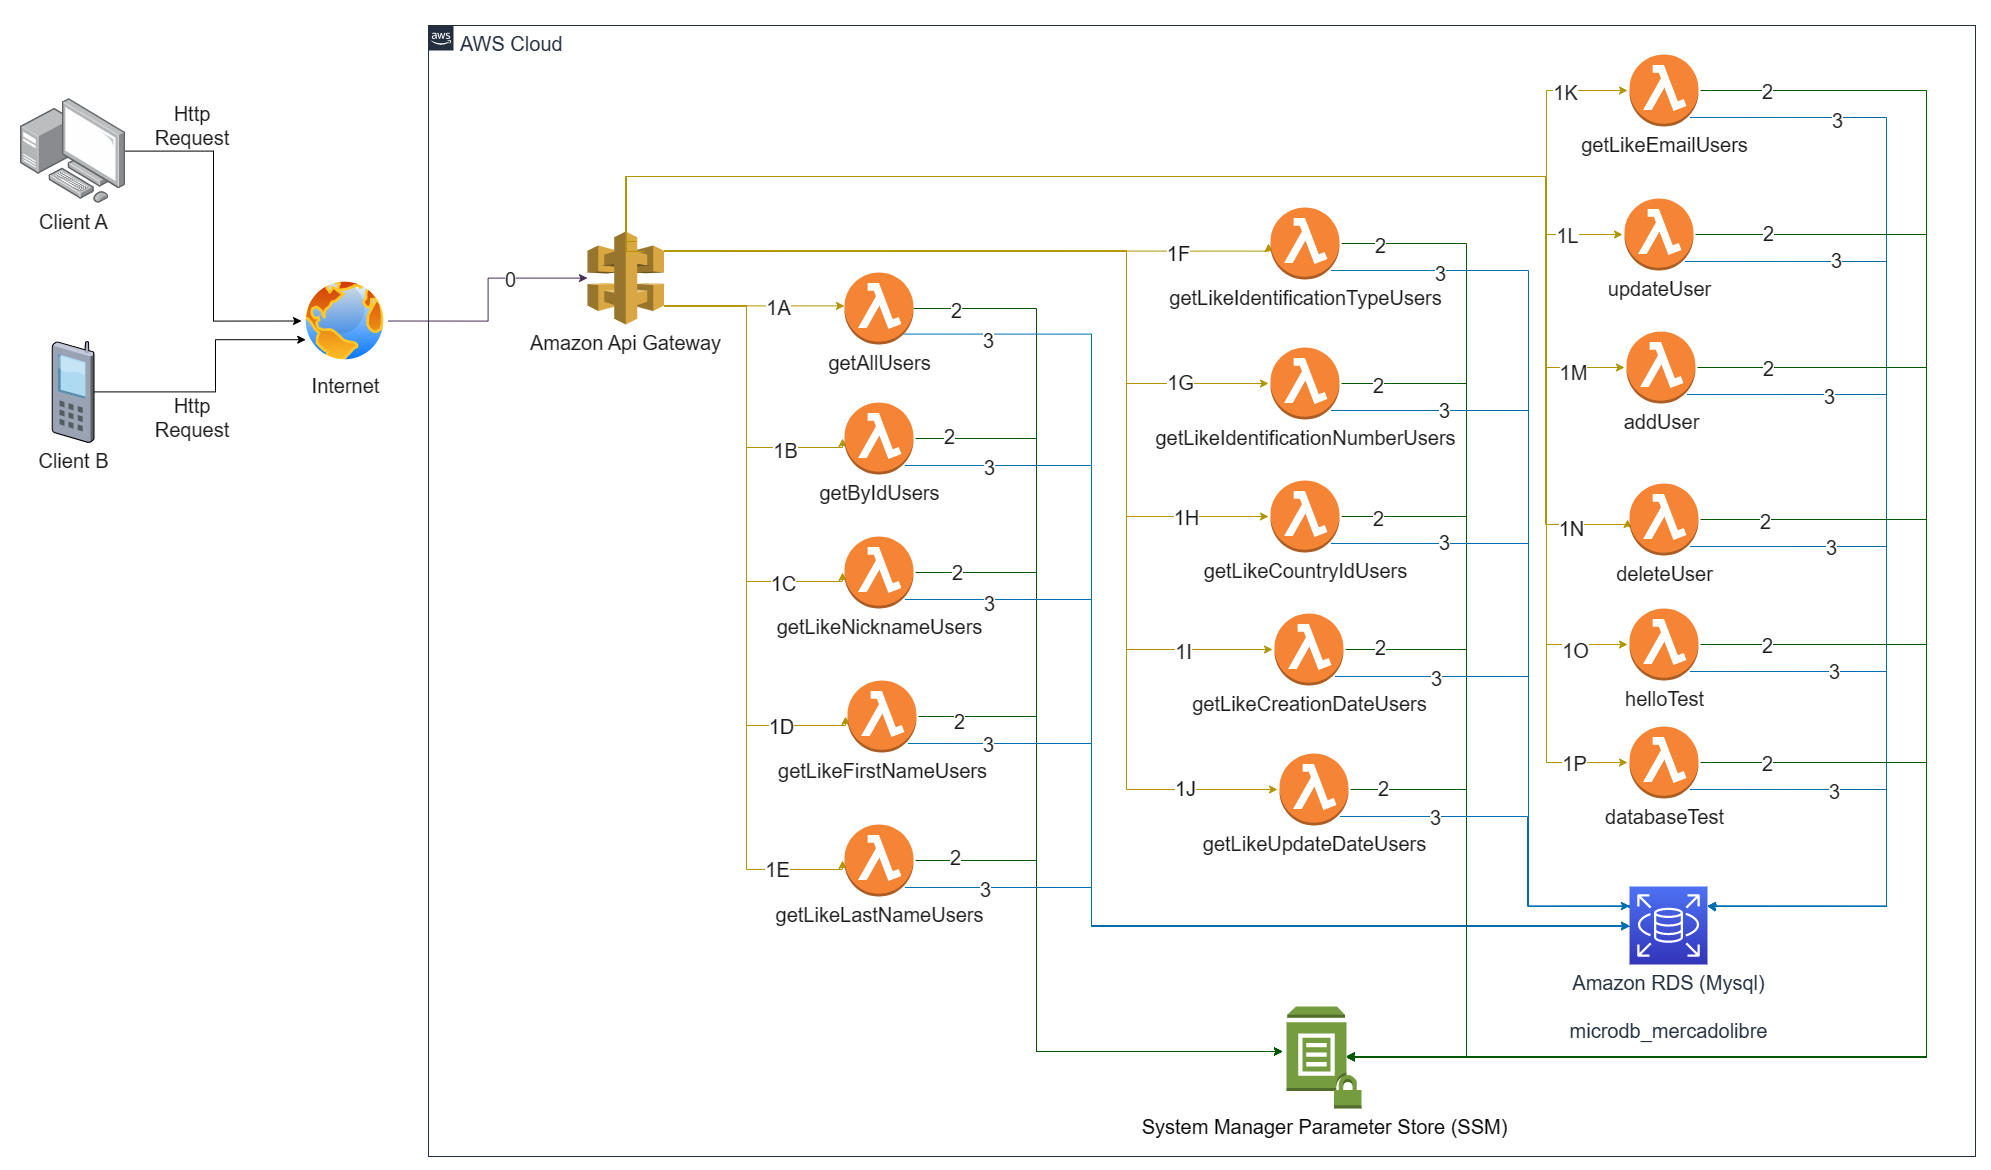 aws
AWS Cloud
Http
Request
Client A
Client B
Http
Request
Internet
0
Amazon Api Gateway
1A
2
3
getAllUsers
1B
2
3
getByIdUsers
1C
2
3
getLikeNicknameUsers
1D
2
3
getLikeFirstNameUsers
1E
2
3
getLikeLastNameUsers
1F
2
3
getLikeIdentificationTypeUsers
1G
2
3
getLikeIdentificationNumberUsers
1H
2
3
getLikeCountryIdUsers
1I
2
3
getLikeCreationDateUsers
1J
2
3
getLikeUpdateDateUsers
1K
2
3
getLikeEmailUsers
1L
2
3
updateUser
1M
2
3
addUser
1N
2
3
deleteUser
1O
2
3
helloTest
1P
2
3
databaseTest
Amazon RDS (Mysql)
microdb_mercadolibre
System Manager Parameter Store (SSM)